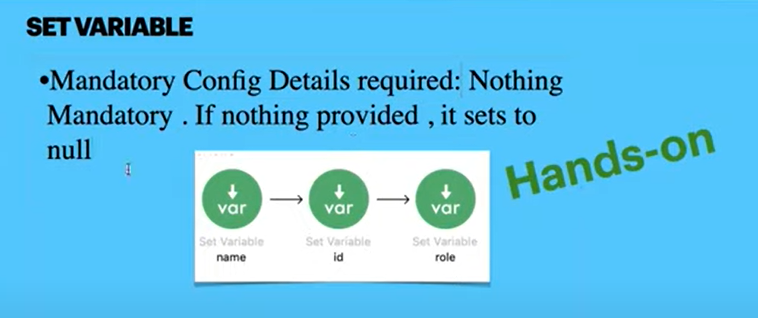 SET VARIABLE
•Mandatory Config Details required: Nothing
Mandatory . If nothing provided , it sets to
null
Hands-on
var
var
var
Set Variable
Set Variable
Set Variable
name
id
role